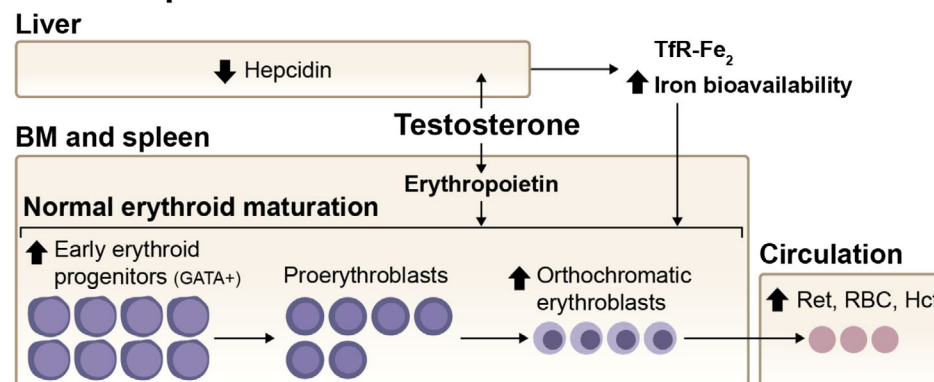 Liver
Hepcidin
TfR-Fe2
Iron bioavailability
Testosterone
BM and spleen
Erythropoietin
Normal erythroid maturation
Early erythroid
progenitors (GATA+)
Proerythroblasts
Orthochromatic
erythroblasts
Circulation
Ret, RBC, Hct